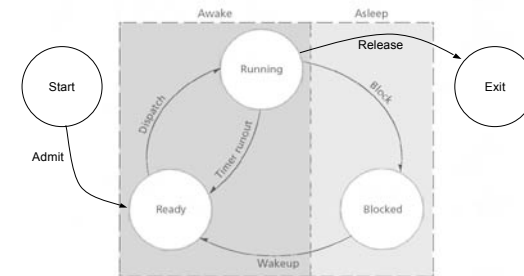 Awake
Asleep
Release
Running
Start
Exit
Block
Dispatch
Timer runout
Admit
Ready
Blocked
Wakeup